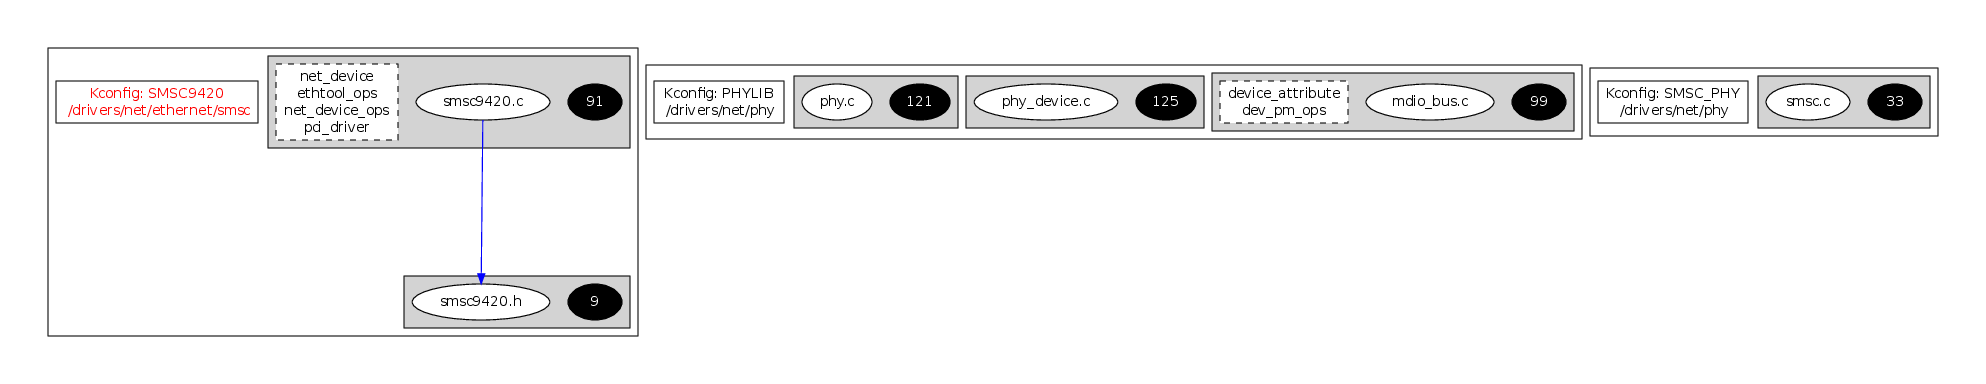 Kconfig: SMSC9420
/drivers/net/ethernet/smsc
net_device
ethtool_ops
net_device_ops
pci_driver
smsc9420.c
91
smsc9420.h
9
Kconfig: PHYLIB
/drivers/net/phy
phy.c
121
phy_device.c
125
device_attribute
dev_pm_ops
mdio_bus.c
99
Kconfig: SMSC_PHY
/drivers/net/phy
smsc.c
33